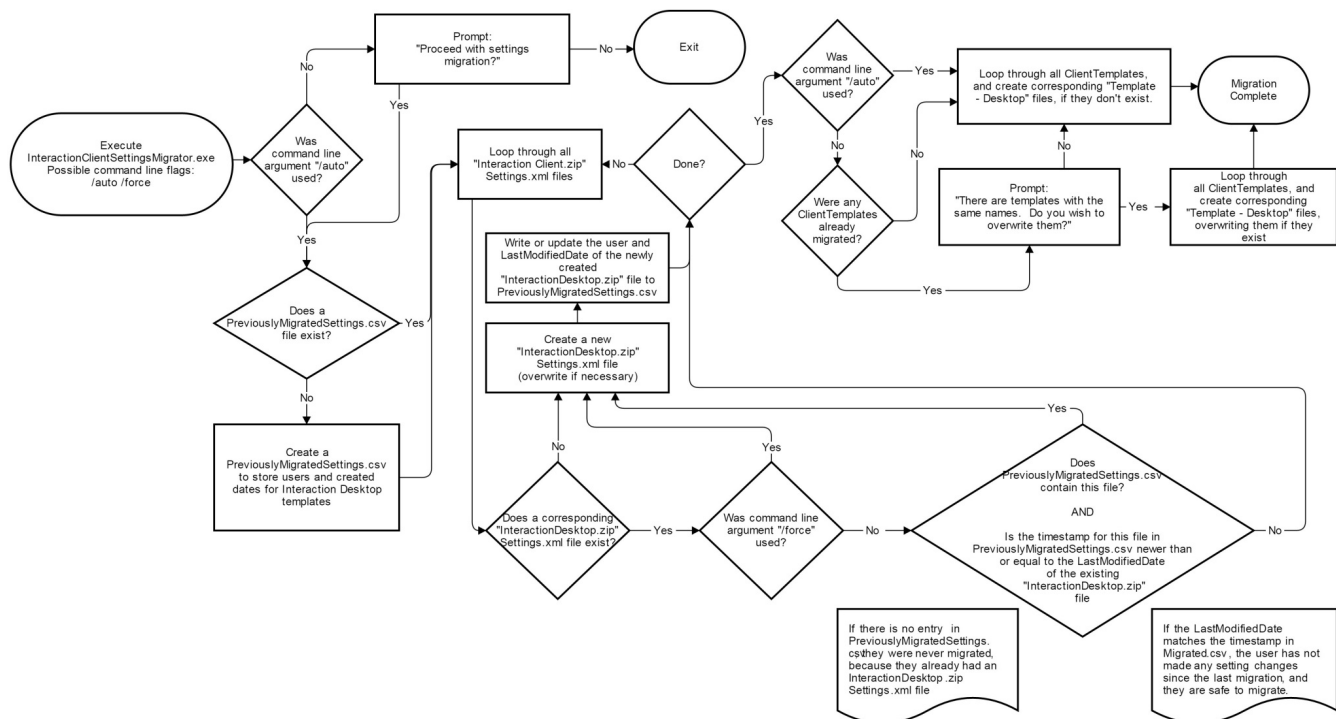 Execute
InteractionClientSettingsMigrator.exe
Possible command line flags:
/auto /force
Was
command line
argument "/auto"
used?
No
Prompt:
"Proceed with settings
migration?"
No
Exit
Yes
Yes
Does a
PreviouslyMigratedSettings.csv
file exist?
Yes
No
Create a
PreviouslyMigratedSettings.csv
to store users and created
dates for Interaction Desktop
templates
Loop through all
"Interaction Client.zip"
Settings.xml files
No
Done?
Yes
Write or update the user and
LastModifiedDate of the newly
created
"InteractionDesktop.zip" file to
PreviouslyMigratedSettings.csv
Create a new
"InteractionDesktop.zip"
Settings.xml file
(overwrite if necessary)
No
Yes
Yes
Does a corresponding
"InteractionDesktop.zip"
Settings.xml file exist?
Yes
Was command line
argument "/force"
used?
No
Does
PreviouslyMigratedSettings.csv
contain this file?
AND
Is the timestamp for this file in
PreviouslyMigratedSettings.csv newer than
or equal to the LastModifiedDate
of the existing
"InteractionDesktop.zip"
file
No
Was
command line
argument "/auto"
used?
Yes
No
Were any
ClientTemplates
already
migrated?
No
Yes
Loop through all ClientTemplates,
and create corresponding "Template
- Desktop" files, if they don't exist.
Migration
Complete
No
Prompt:
"There are templates with the
same names. Do you wish to
overwrite them?"
Yes
Loop through
all ClientTemplates, and
create corresponding
"Template - Desktop" files,
overwriting them if they
exist
If there is no entry in
PreviouslyMigratedSettings.
csv they were never migrated,
because they already had an
InteractionDesktop .zip
Settings.xml file
If the LastModifiedDate
matches the timestamp in
Migrated.csv, the user has not
made any setting changes
since the last migration, and
they are safe to migrate.